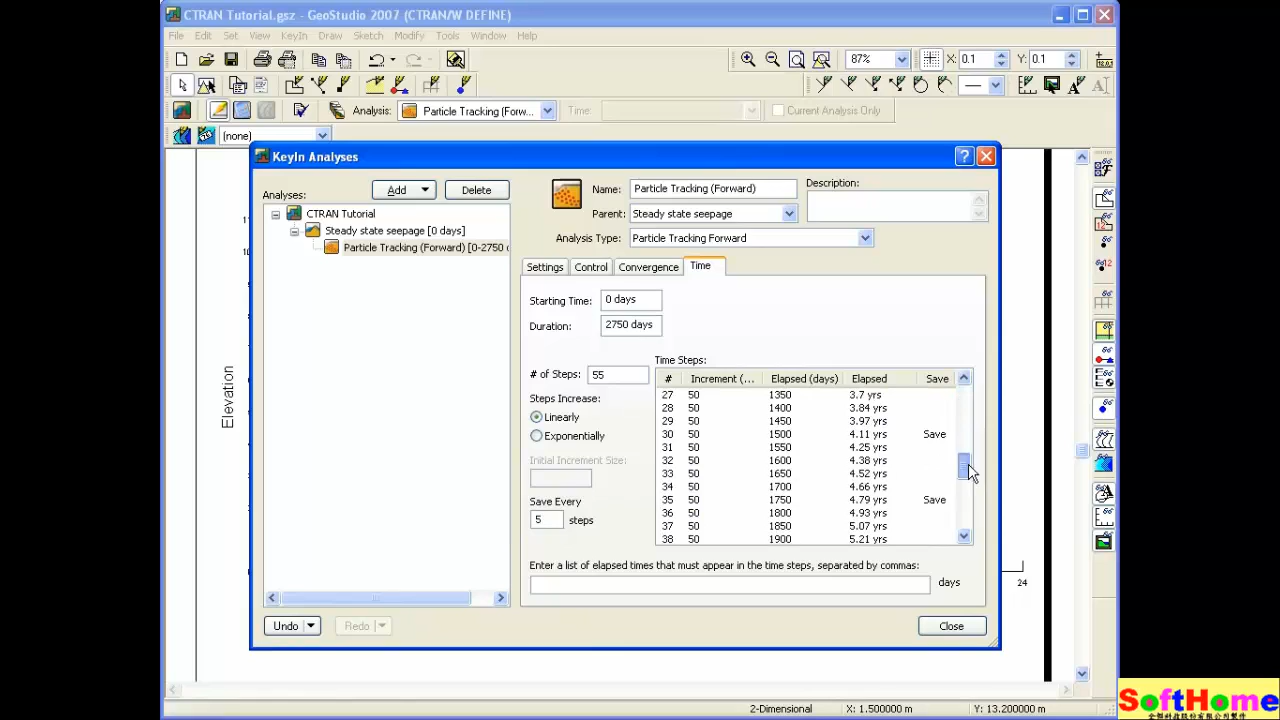 CTRAN Tutorial.gsz - GeoStudio 2007 (CTRAN/W DEFINE)
File Edit Set View KeyIn Draw Sketch Modify Tools Window Help
87% X: 0.1 Y: 0.1
Analysis: Particle Tracking (Forw... Time: Current Analysis Only
(none)
KeyIn Analyses
Analyses: Add Delete
CTRAN Tutorial
Steady state seepage [0 days]
Particle Tracking (Forward) [0-2750 
Name: Particle Tracking (Forward) Description:
Parent: Steady state seepage
Analysis Type: Particle Tracking Forward
Settings Control Convergence Time
Starting Time: 0 days
Duration: 2750 days
# of Steps: 55
Steps Increase:
Linearly
Exponentially
Initial Increment Size:
Save Every
5 steps
Time Steps:
# Increment (... Elapsed (days) Elapsed Save
27 50 1350 3.7 yrs
28 50 1400 3.84 yrs
29 50 1450 3.97 yrs
30 50 1500 4.11 yrs Save
31 50 1550 4.25 yrs
32 50 1600 4.38 yrs
33 50 1650 4.52 yrs
34 50 1700 4.66 yrs
35 50 1750 4.79 yrs Save
36 50 1800 4.93 yrs
37 50 1850 5.07 yrs
38 50 1900 5.21 yrs
Enter a list of elapsed times that must appear in the time steps, separated by commas:
days
Undo Redo Close
Elevation
24
2-Dimensional X: 1.500000 m Y: 13.200000 m
SoftHome